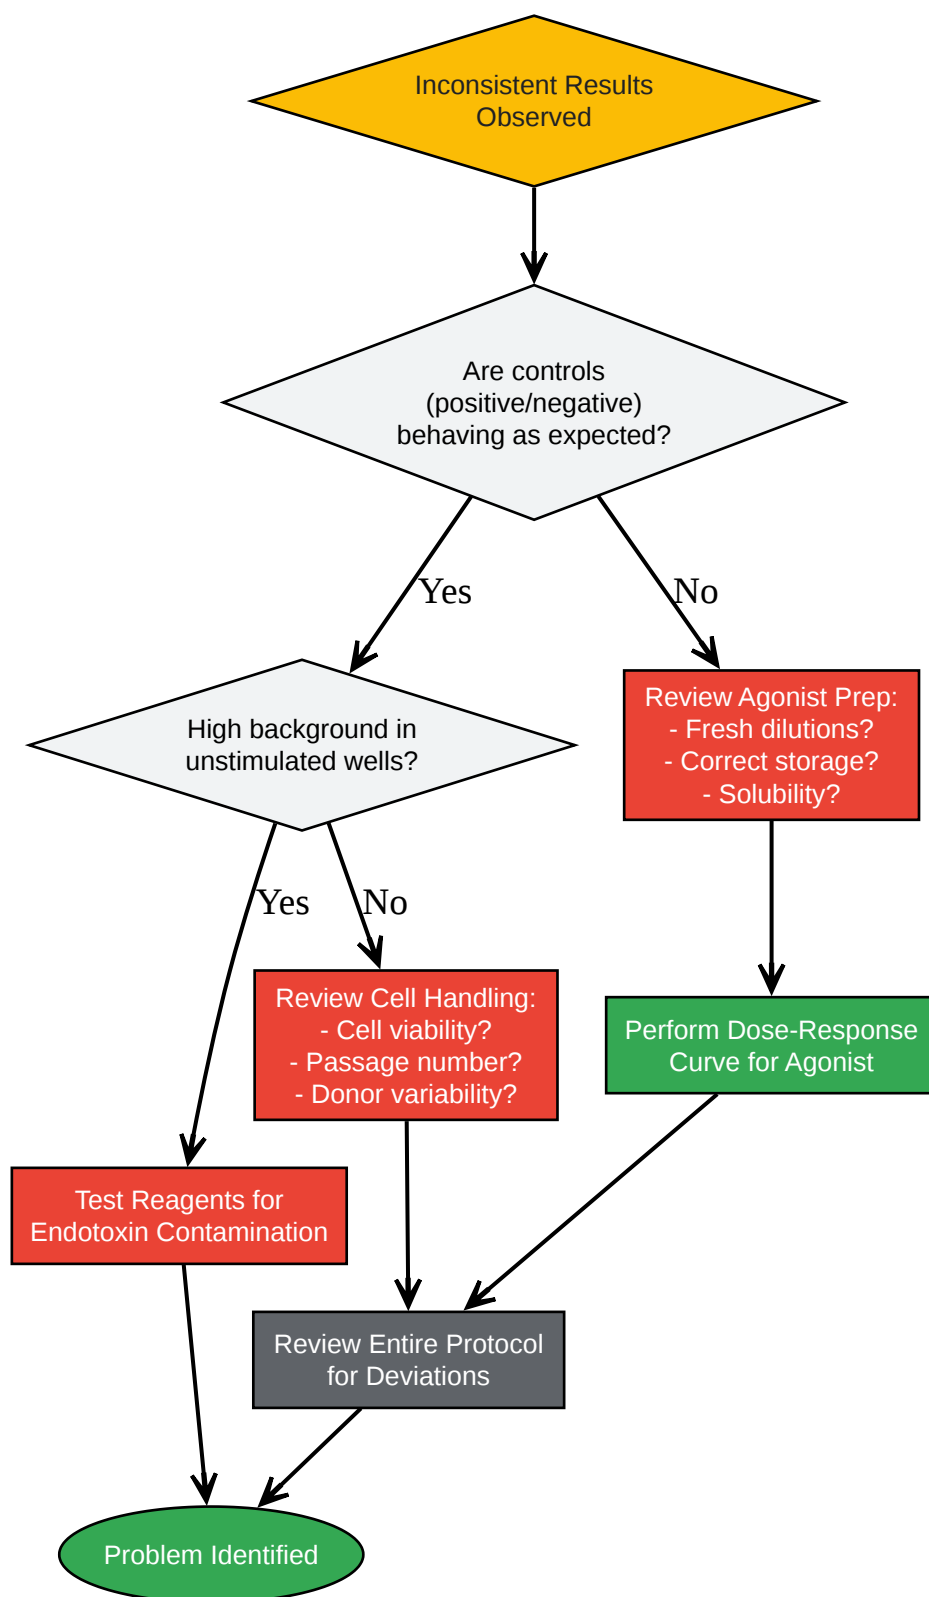 Inconsistent Results
Observed
Are controls
(positive/negative)
behaving as expected?
Yes
No
High background in
unstimulated wells?
Review Agonist Prep:
- Fresh dilutions?
- Correct storage?
- Solubility?
Yes
No
Review Cell Handling:
- Cell viability?
- Passage number?
- Donor variability?
Perform Dose-Response
Curve for Agonist
Test Reagents for
Endotoxin Contamination
Review Entire Protocol
for Deviations
Problem Identified